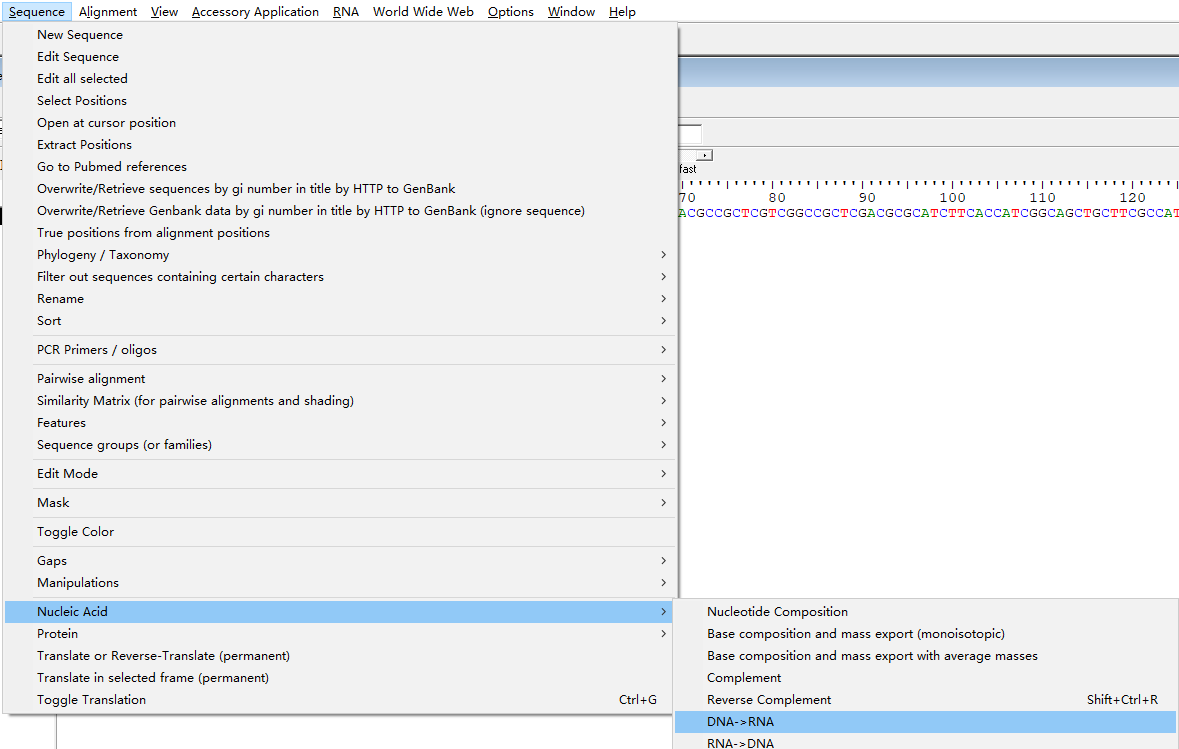 Sequence Alignment View Accessory Application RNA World Wide Web Options Window Help
New Sequence
Edit Sequence
Edit all selected
Select Positions
Open at cursor position
Extract Positions
Go to Pubmed references
fast
Overwrite/Retrieve sequences by gi number in title by HTTP to GenBank
70 80 90 100 110 120
Overwrite/Retrieve Genbank data by gi number in title by HTTP to GenBank (ignore sequence)
ACGCCGCTCGTCGGCCGCTCGACGCGCATCTTCACCATCGGCAGCTGCTTCGCCAT
True positions from alignment positions
Phylogeny / Taxonomy
Filter out sequences containing certain characters
Rename
Sort
PCR Primers / oligos
Pairwise alignment
Similarity Matrix (for pairwise alignments and shading)
Features
Sequence groups (or families)
Edit Mode
Mask
Toggle Color
Gaps
Manipulations
Nucleic Acid
Protein
Translate or Reverse-Translate (permanent)
Translate in selected frame (permanent)
Toggle Translation Ctrl+G
Nucleotide Composition
Base composition and mass export (monoisotopic)
Base composition and mass export with average masses
Complement
Reverse Complement Shift+Ctrl+R
DNA->RNA
RNA->DNA